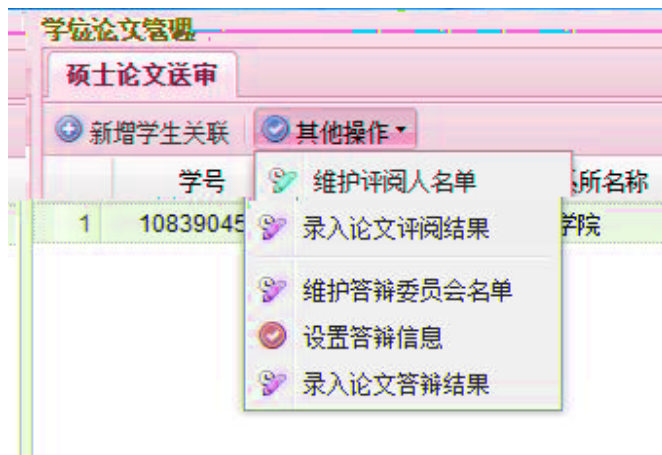 学位论文管理
硕士论文送审
新增学生关联 其他操作
学号 所名称
维护评阅人名单
1 10839045 学院
录入论文评阅结果
维护答辩委员会名单
设置答辩信息
录入论文答辩结果